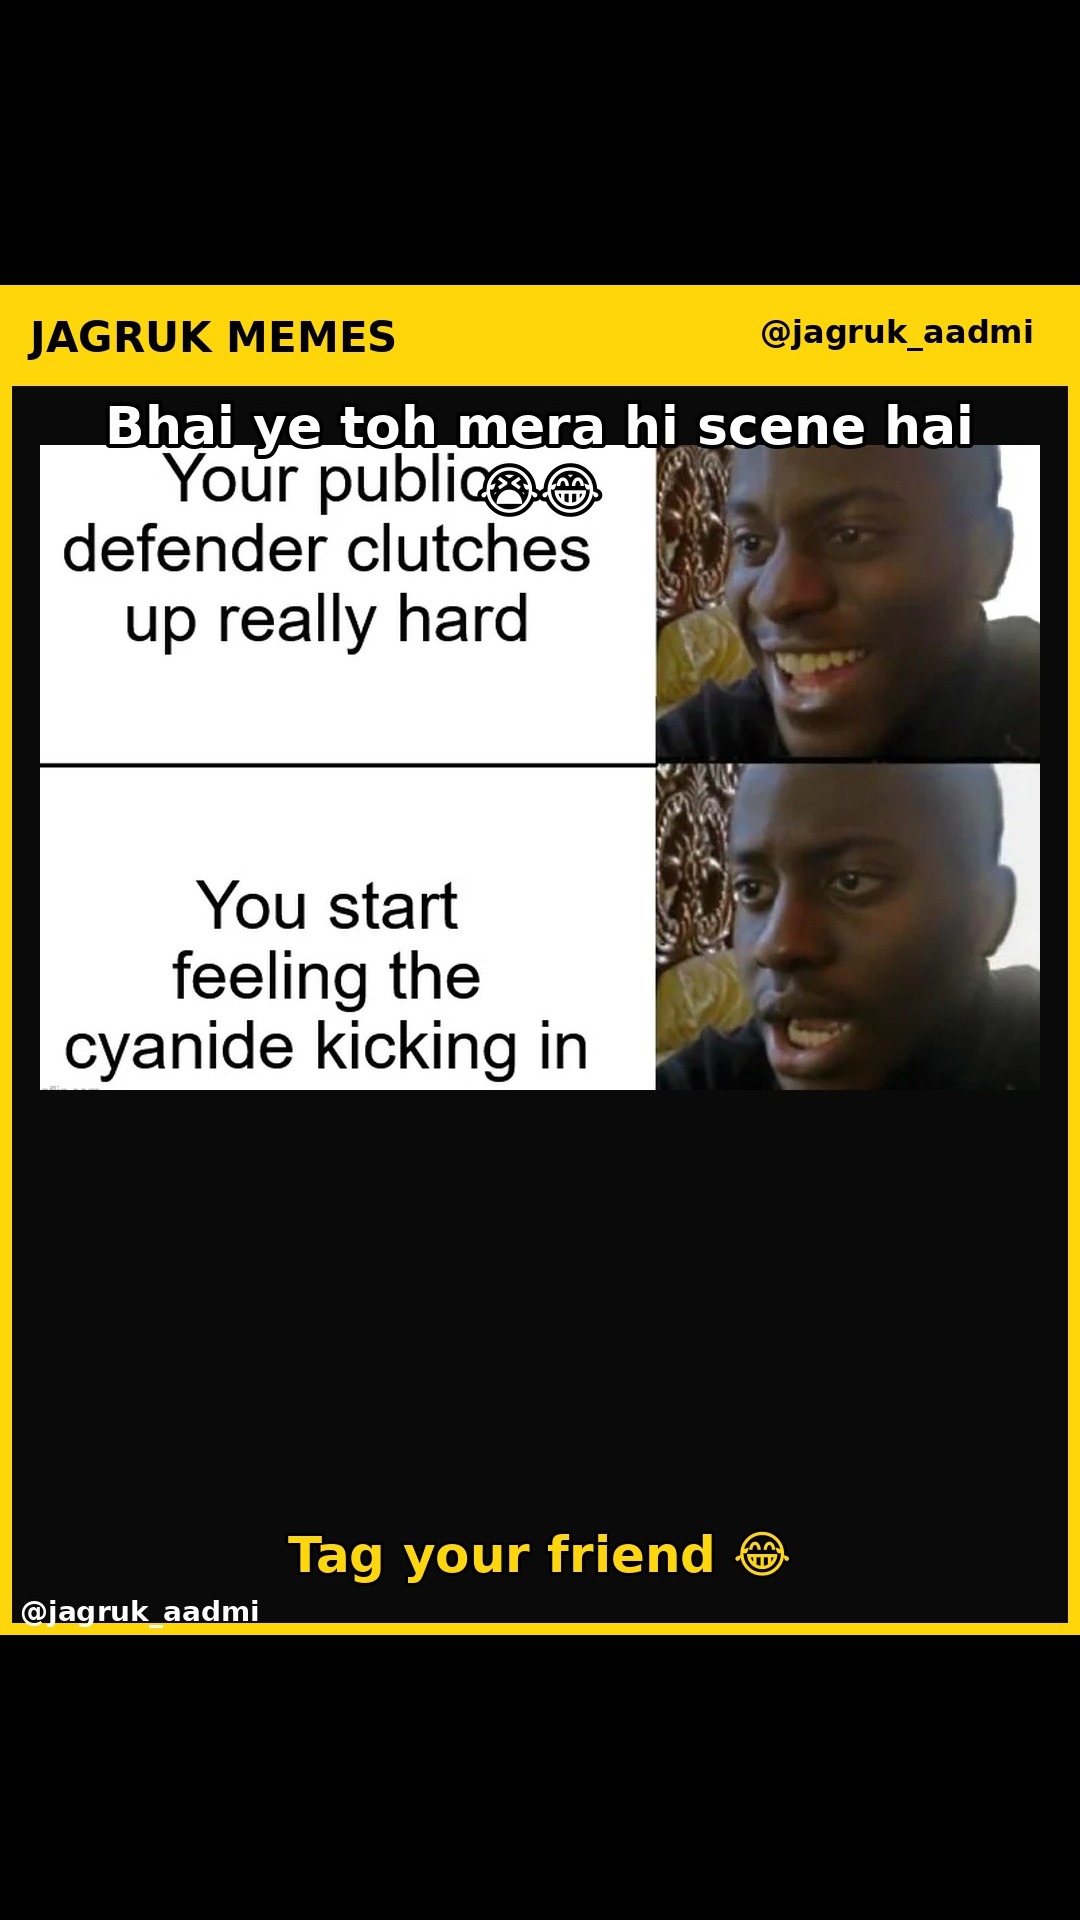 JAGRUK MEMES
@jagruk_aadmi
Bhai ye toh mera hi scene hai
😭😂
Your public
defender clutches
up really hard
You start
feeling the
cyanide kicking in
Tag your friend 😂
@jagruk_aadmi